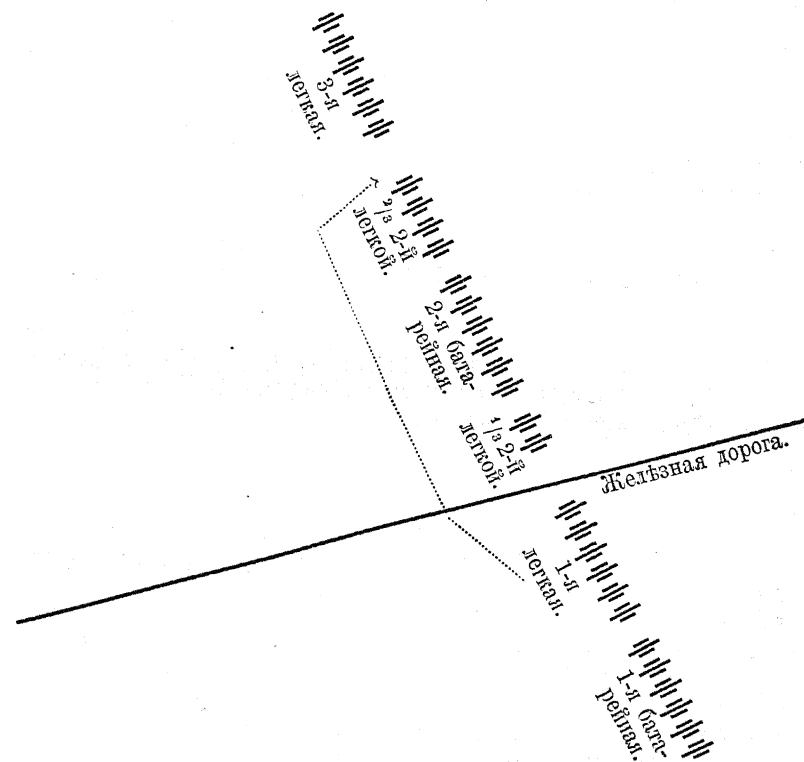 3-я
легкая.
2/3 2-й
легкой.
2-я бата-
рейная.
1/3 2-й
легкой.
Желѣзная дорога.
1-я
легкая.
1-я бата-
рейная.